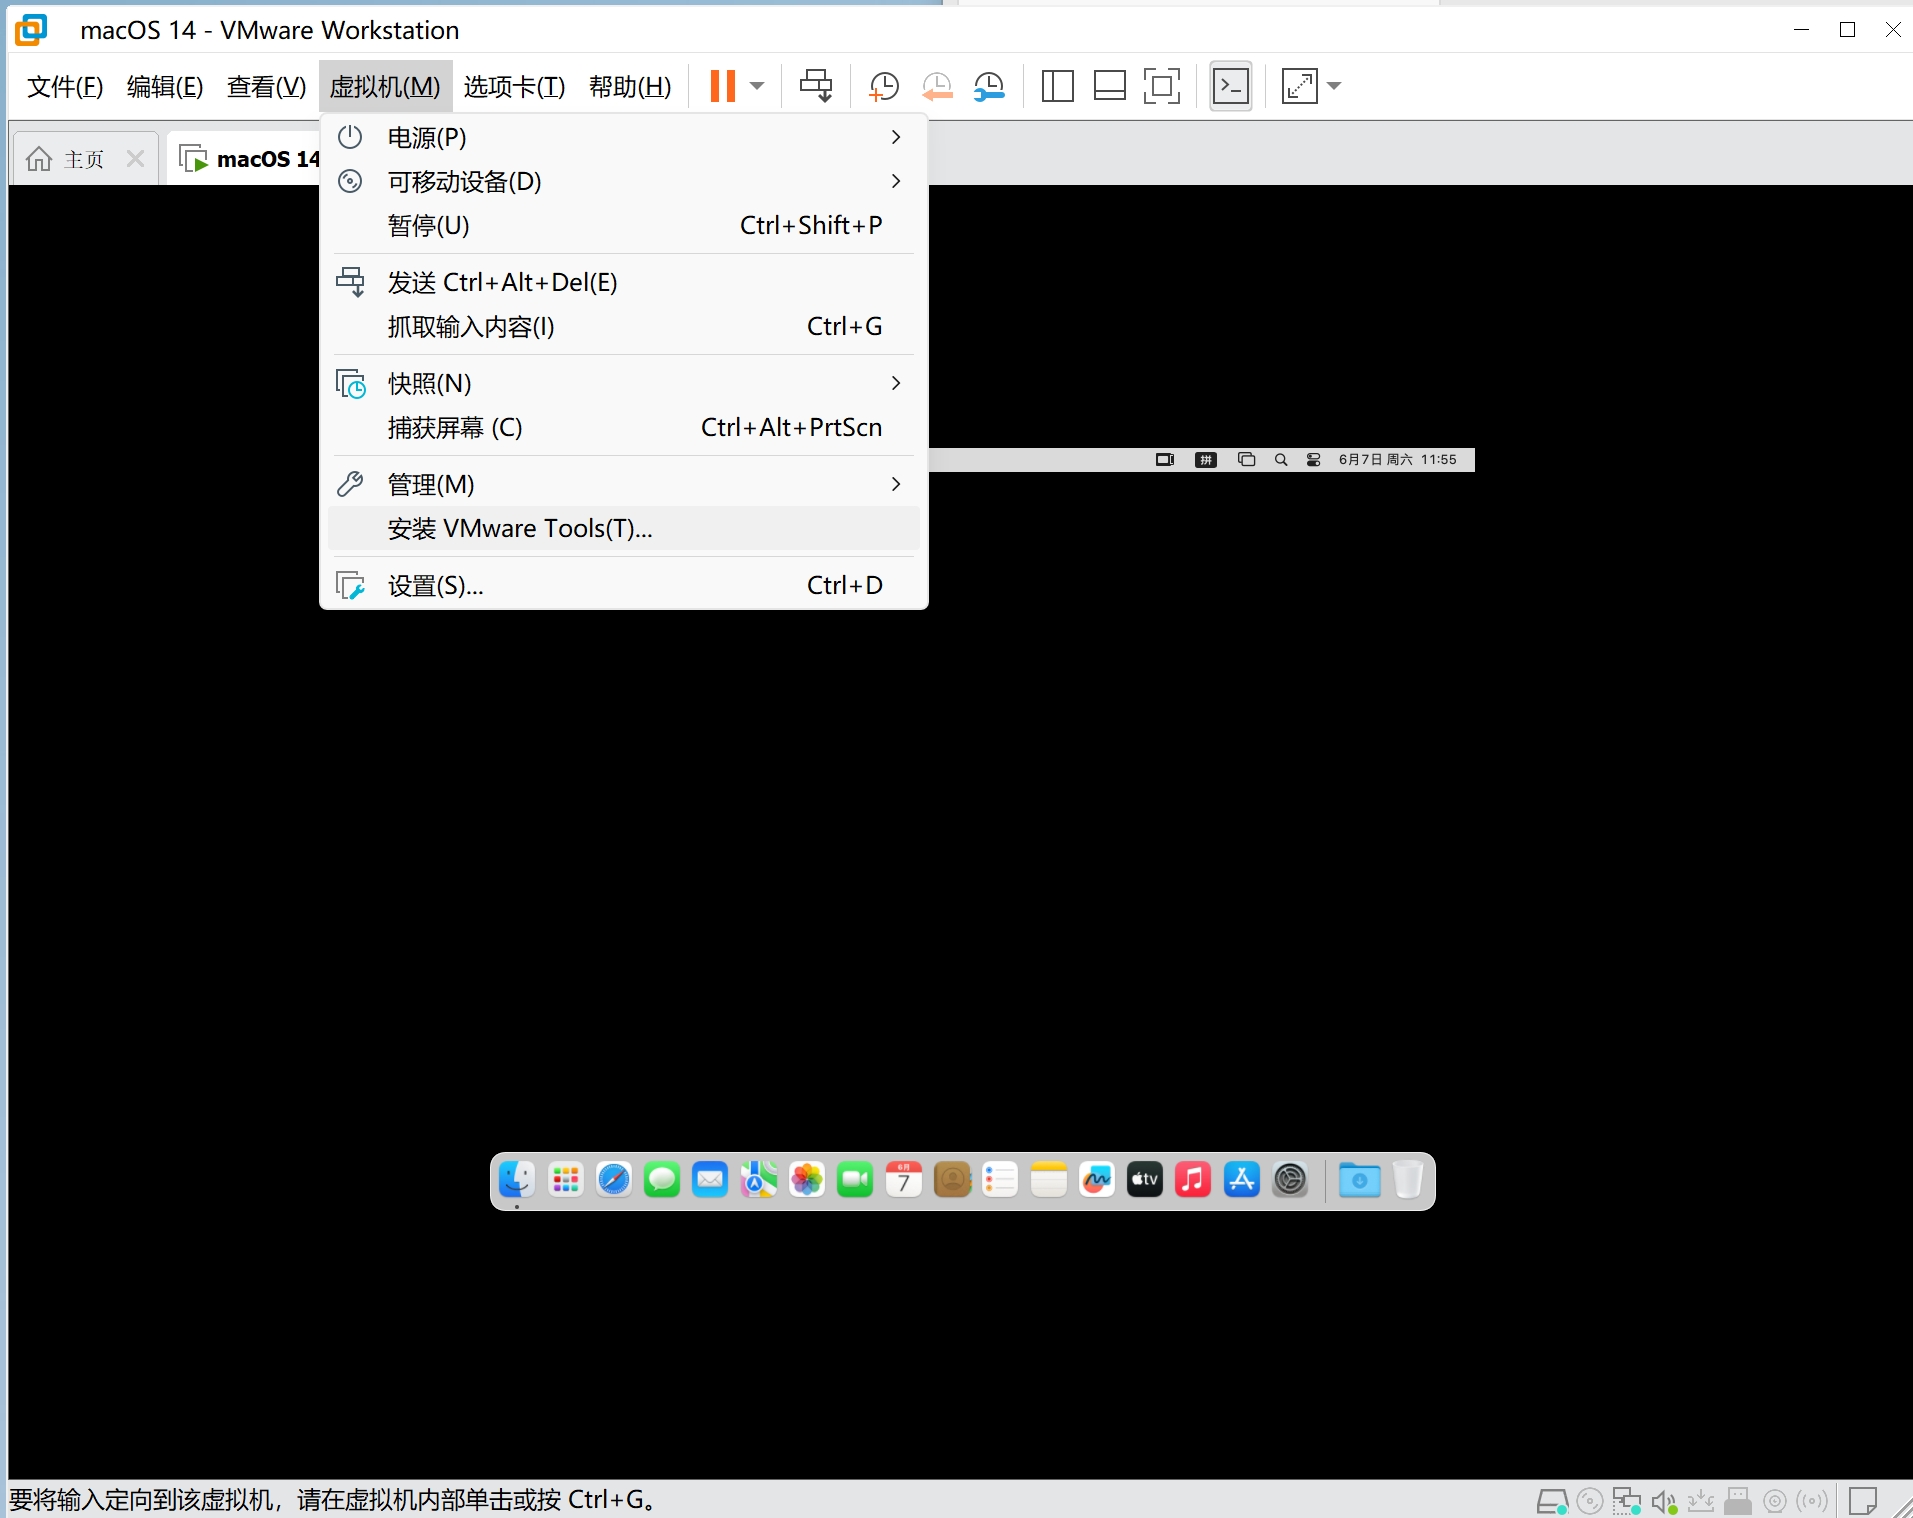 macOS 14 - VMware Workstation
文件(F) 编辑(E) 查看(V) 虚拟机(M) 选项卡(T) 帮助(H)
主页 macOS 14
电源(P)
可移动设备(D)
暂停(U) Ctrl+Shift+P
发送 Ctrl+Alt+Del(E)
抓取输入内容(I) Ctrl+G
快照(N)
捕获屏幕 (C) Ctrl+Alt+PrtScn
拼 6月7日 周六 11:55
管理(M)
安装 VMware Tools(T)...
设置(S)... Ctrl+D
6月
7
tv
要将输入定向到该虚拟机，请在虚拟机内部单击或按 Ctrl+G。